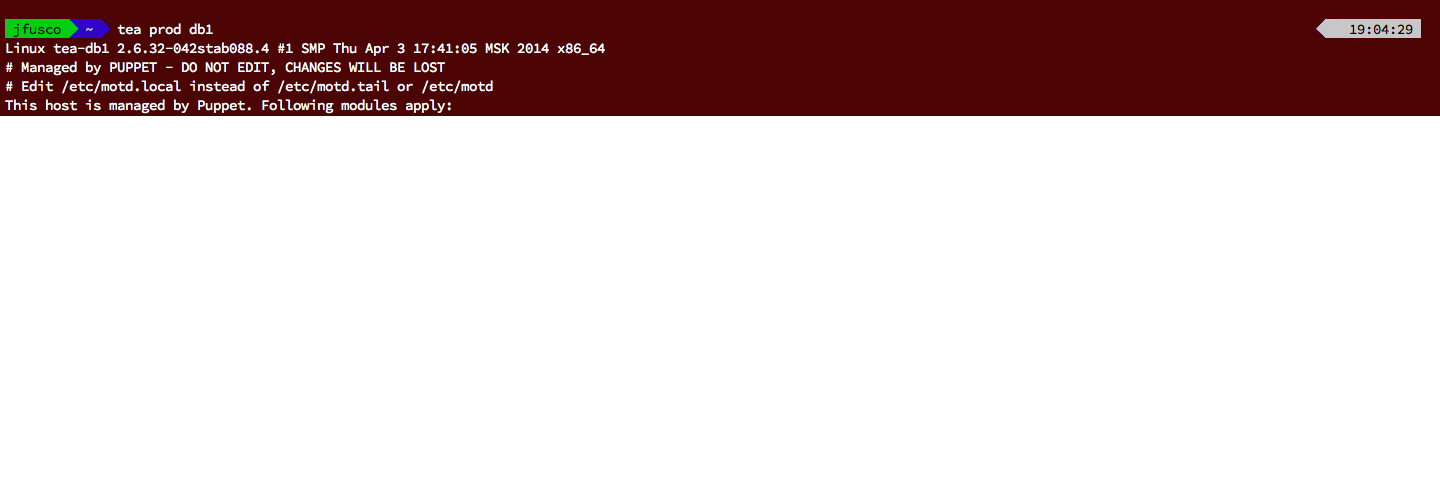 jfusco ~ tea prod db1 19:04:29
Linux tea-db1 2.6.32-042stab088.4 #1 SMP Thu Apr 3 17:41:05 MSK 2014 x86_64
# Managed by PUPPET - DO NOT EDIT, CHANGES WILL BE LOST
# Edit /etc/motd.local instead of /etc/motd.tail or /etc/motd
This host is managed by Puppet. Following modules apply: